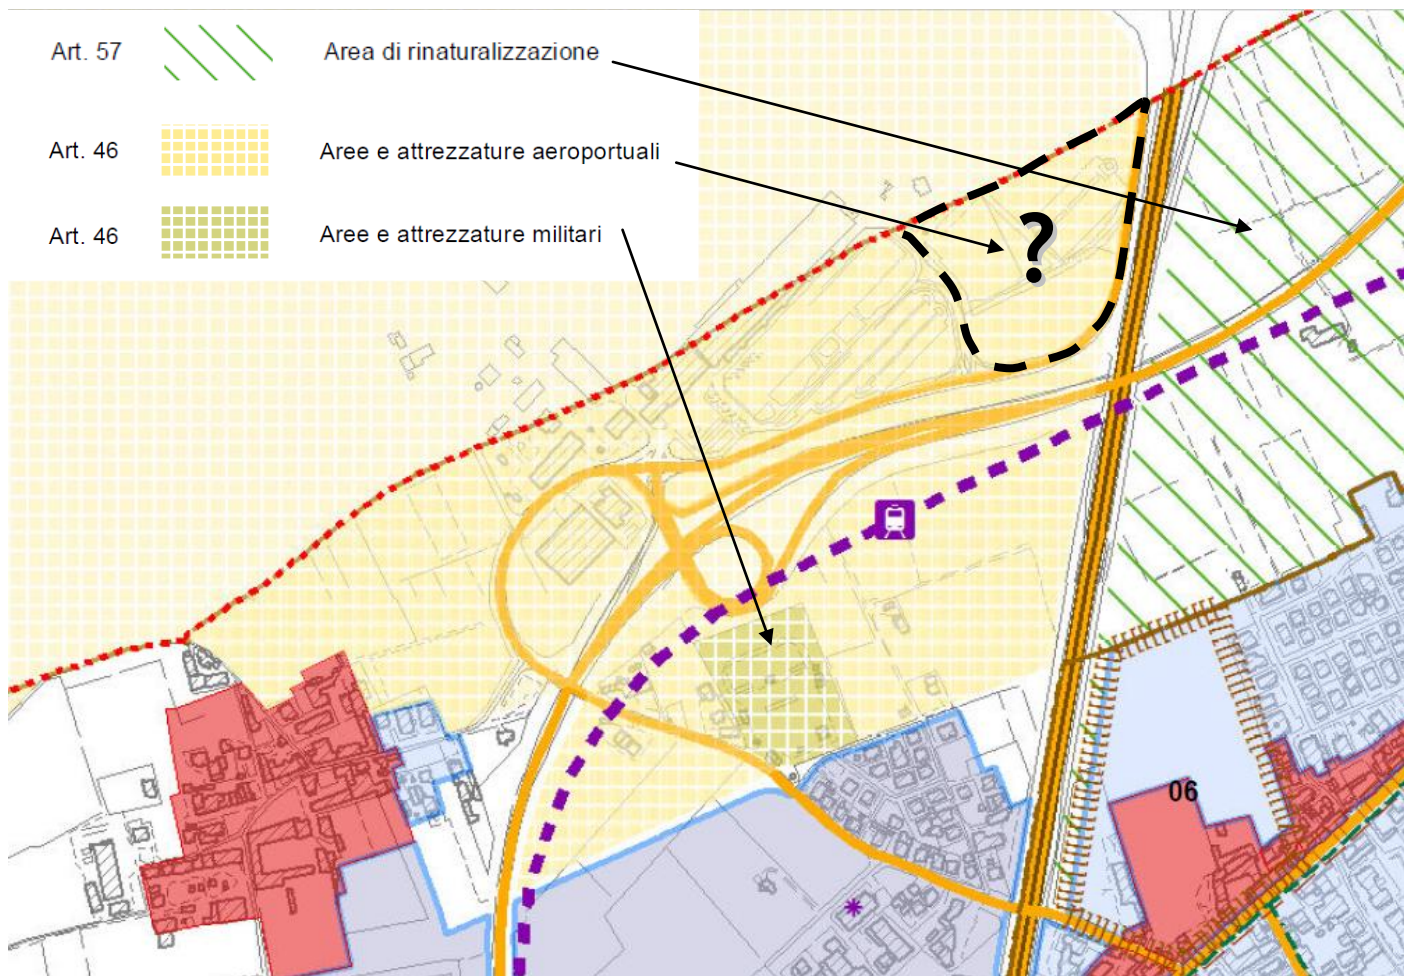 Art. 57 Area di rinaturalizzazione
Art. 46 Aree e attrezzature aeroportuali
Art. 46 Aree e attrezzature militari
?
06